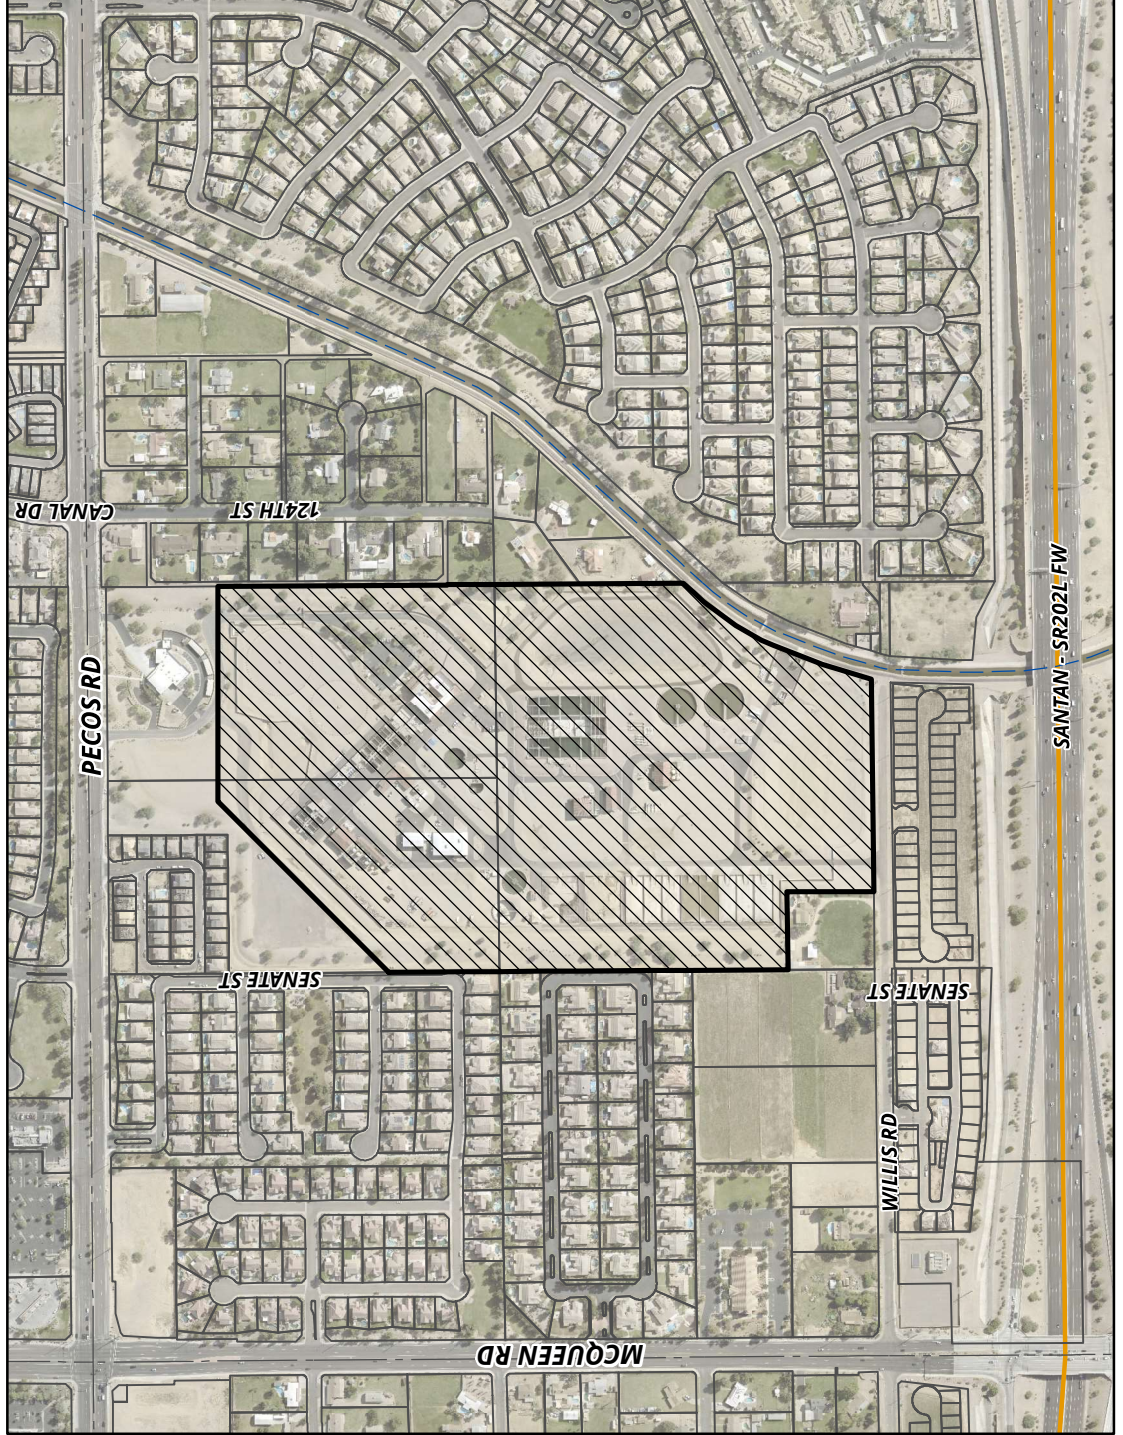 CANAL DR
124TH ST
PECOS RD
SANTAN - SR202L FW
SENATE ST
SENATE ST
WILLIS RD
MCQUEEN RD